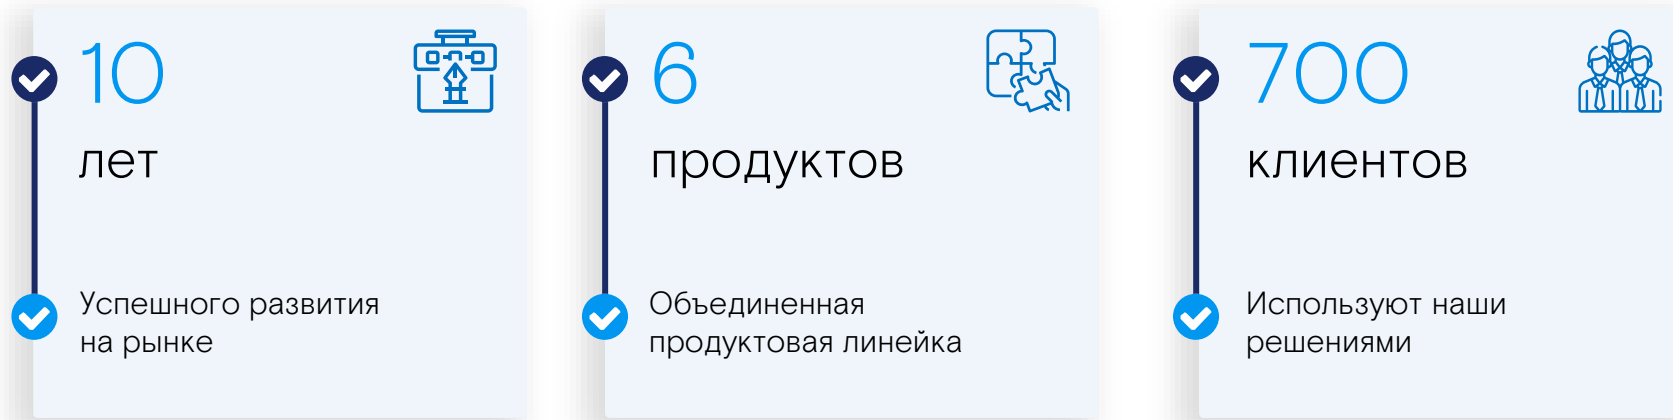 10
лет
Успешного развития
на рынке
6
продуктов
Объединенная
продуктовая линейка
700
клиентов
Используют наши
решениями